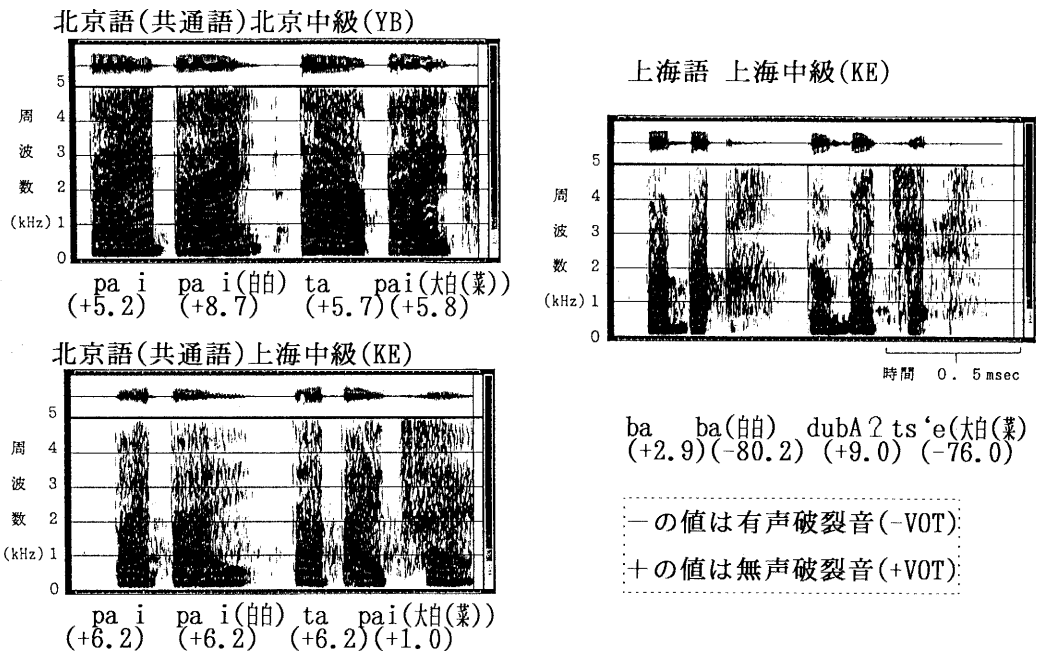 北京語(共通語)北京中級(YB)
5
周 4
波 3
数 2
(kHz) 1
0
pa i pa i(白白) ta pai(大白(菜))
(+5.2) (+8.7) (+5.7)(+5.8)
北京語(共通語)上海中級(KE)
5
周 4
波 3
数 2
(kHz) 1
0
pa i pa i(白白) ta pai(大白(菜))
(+6.2) (+6.2) (+6.2)(+1.0)
上海語 上海中級(KE)
5
周 4
波 3
数 2
(kHz) 1
0
時間 0.5msec
ba ba(白白) dubAʔts‘e(大白(菜)
(+2.9)(-80.2) (+9.0) (-76.0)
−の値は有声破裂音(-VOT)
+の値は無声破裂音(+VOT)